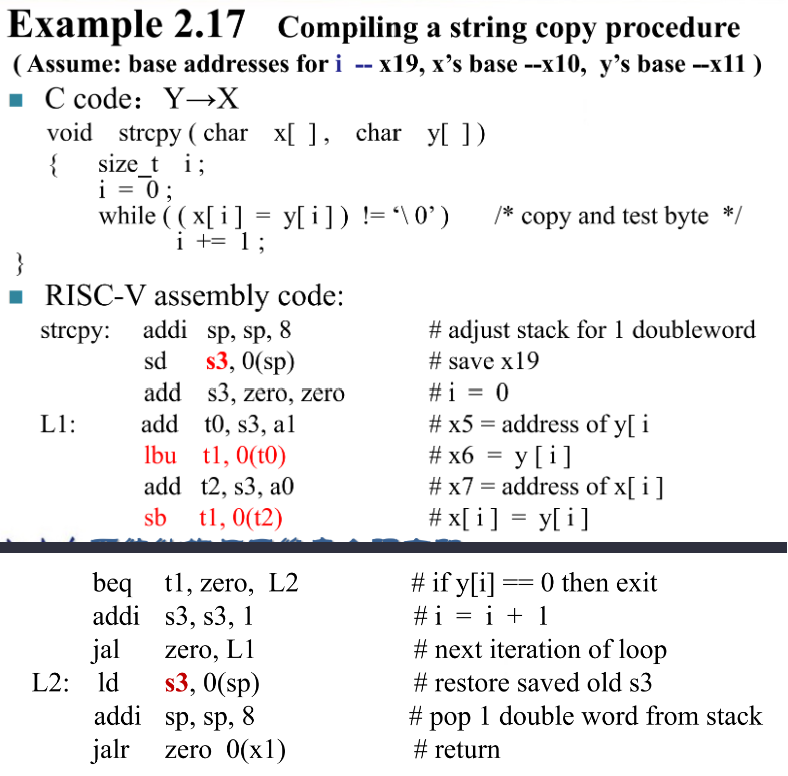 Example 2.17 Compiling a string copy procedure
( Assume: base addresses for i -- x19, x's base --x10, y's base --x11 )
■ C code: Y→X
void strcpy ( char x[ ] , char y[ ] )
{ size_t i ;
i = 0 ;
while ( ( x[ i ] = y[ i ] ) != ‘\ 0’ ) /* copy and test byte */
i += 1 ;
}
■ RISC-V assembly code:
strcpy: addi sp, sp, 8 # adjust stack for 1 doubleword
sd s3, 0(sp) # save x19
add s3, zero, zero # i = 0
L1: add t0, s3, a1 # x5 = address of y[ i
lbu t1, 0(t0) # x6 = y [ i ]
add t2, s3, a0 # x7 = address of x[ i ]
sb t1, 0(t2) # x[ i ] = y[ i ]
beq t1, zero, L2 # if y[i] == 0 then exit
addi s3, s3, 1 # i = i + 1
jal zero, L1 # next iteration of loop
L2: ld s3, 0(sp) # restore saved old s3
addi sp, sp, 8 # pop 1 double word from stack
jalr zero 0(x1) # return